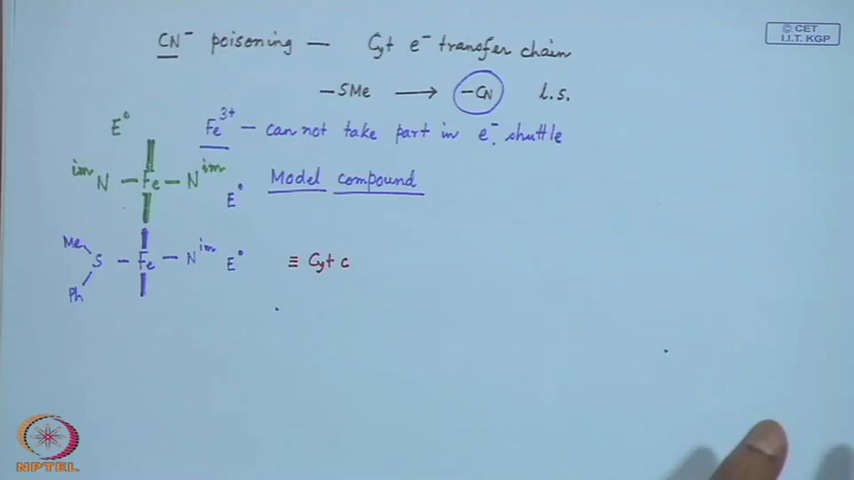 CN⁻ poisoning — Cyt e⁻ transfer chain
© CET
I.I.T. KGP
—SMe → —CN l.s.
E°
Fe³⁺ — can not take part in e⁻ shuttle
im N — Fe — N im E°
Model compound
Me S — Fe — N im E° ≡ Cyt c
Ph
NPTEL